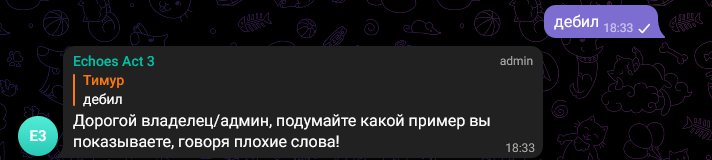 дебил 18:33
Echoes Act 3 admin
Тимур
дебил
E3
Дорогой владелец/админ, подумайте какой пример вы
показываете, говоря плохие слова! 18:33